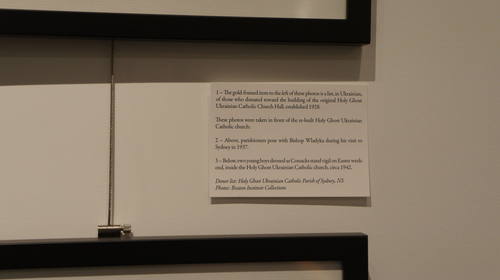 1 – The gold-framed item to the left of these photos is a list, in Ukrainian,
of those who donated toward the building of the original Holy Ghost
Ukrainian Catholic Church Hall, established 1918
These photos were taken in front of the re-built Holy Ghost Ukrainian
Catholic church:
2 – Above, parishioners pose with Bishop Wladyka during his visit to
Sydney in 1937.
3 – Below, two young boys dressed as Cossacks stand vigil on Easter week-
end, inside the Holy Ghost Ukrainian Catholic church, circa 1942.
Donor list: Holy Ghost Ukrainian Catholic Parish of Sydney, NS
Photos: Beaton Institute Collections